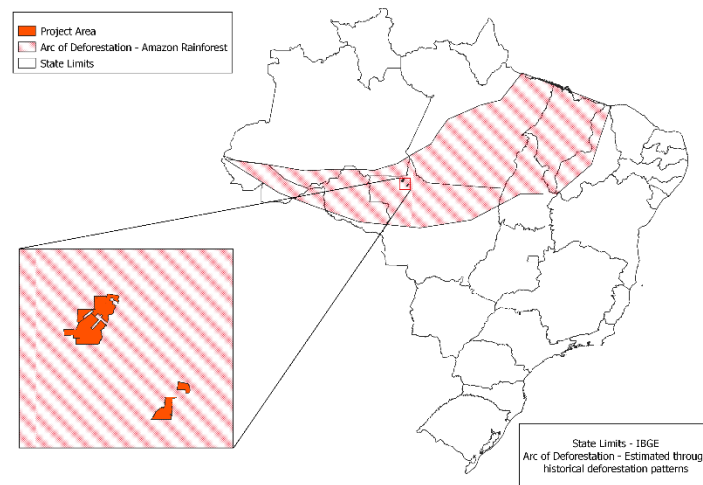 Project Area
Arc of Deforestation - Amazon Rainforest
State Limits
State Limits - IBGE
Arc of Deforestation - Estimated throug
historical deforestation patterns